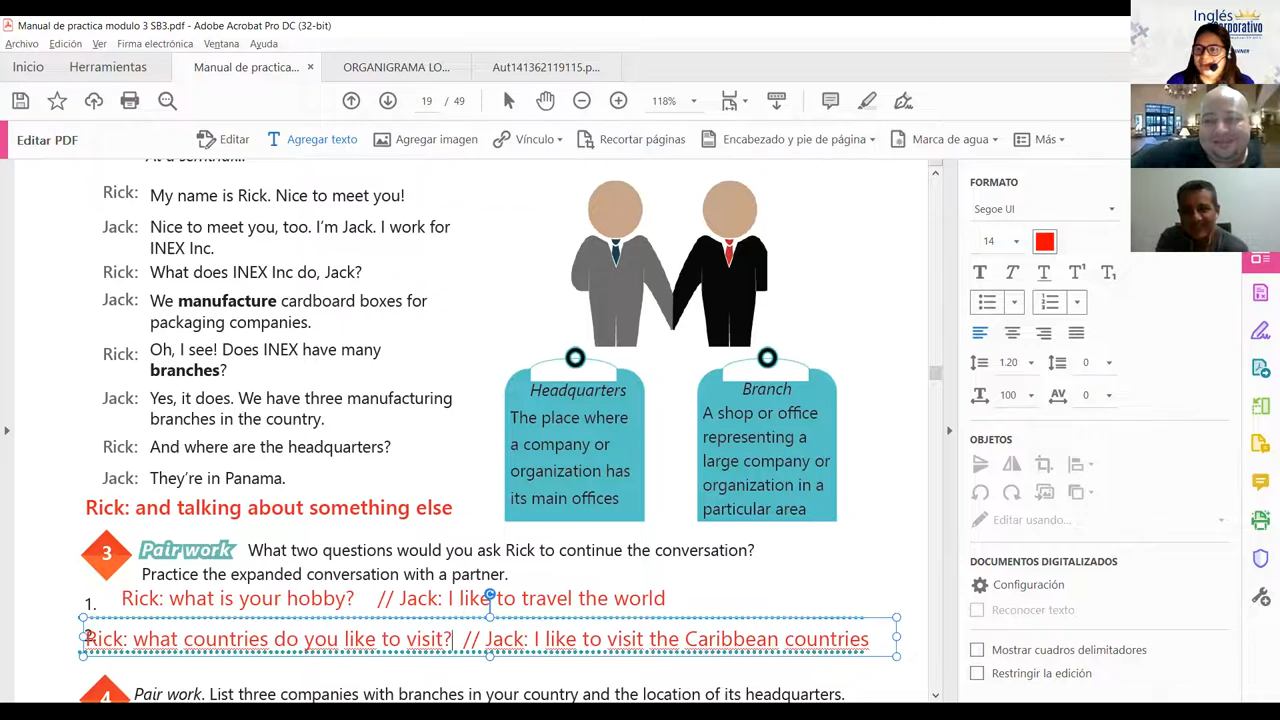 Manual de practica modulo 3 SB3.pdf - Adobe Acrobat Pro DC (32-bit)
Archivo Edición Ver Firma electrónica Ventana Ayuda
Inicio Herramientas Manual de practica... × ORGANIGRAMA LO... Aut141362119115.p...
19 / 49 118%
Editar PDF Editar Agregar texto Agregar imagen Vínculo Recortar páginas Encabezado y pie de página Marca de agua Más
Rick: My name is Rick. Nice to meet you!
Jack: Nice to meet you, too. I'm Jack. I work for
INEX Inc.
Rick: What does INEX Inc do, Jack?
Jack: We manufacture cardboard boxes for
packaging companies.
Rick: Oh, I see! Does INEX have many
branches?
Jack: Yes, it does. We have three manufacturing
branches in the country.
Rick: And where are the headquarters?
Jack: They're in Panama.
Rick: and talking about something else
Headquarters
The place where
a company or
organization has
its main offices
Branch
A shop or office
representing a
large company or
organization in a
particular area
3 Pair work What two questions would you ask Rick to continue the conversation?
Practice the expanded conversation with a partner.
1. Rick: what is your hobby? // Jack: I like to travel the world
2. Rick: what countries do you like to visit? // Jack: I like to visit the Caribbean countries
4 Pair work. List three companies with branches in your country and the location of its headquarters.
FORMATO
Segoe UI
14
T T T T¹ T₁
1.20 0
100 AV 0
OBJETOS
Editar usando...
DOCUMENTOS DIGITALIZADOS
Configuración
Reconocer texto
Mostrar cuadros delimitadores
Restringir la edición
Inglés